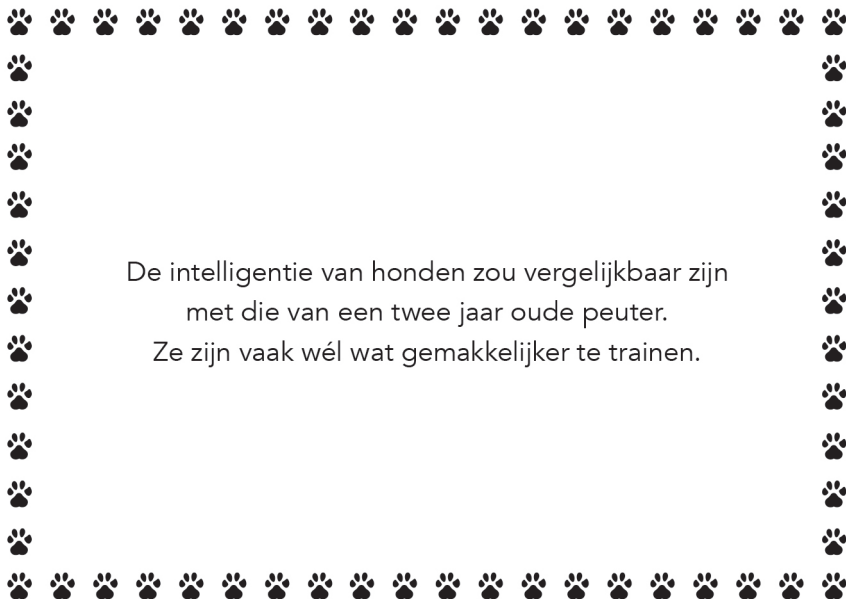 De intelligentie van honden zou vergelijkbaar zijn
met die van een twee jaar oude peuter.
Ze zijn vaak wél wat gemakkelijker te trainen.